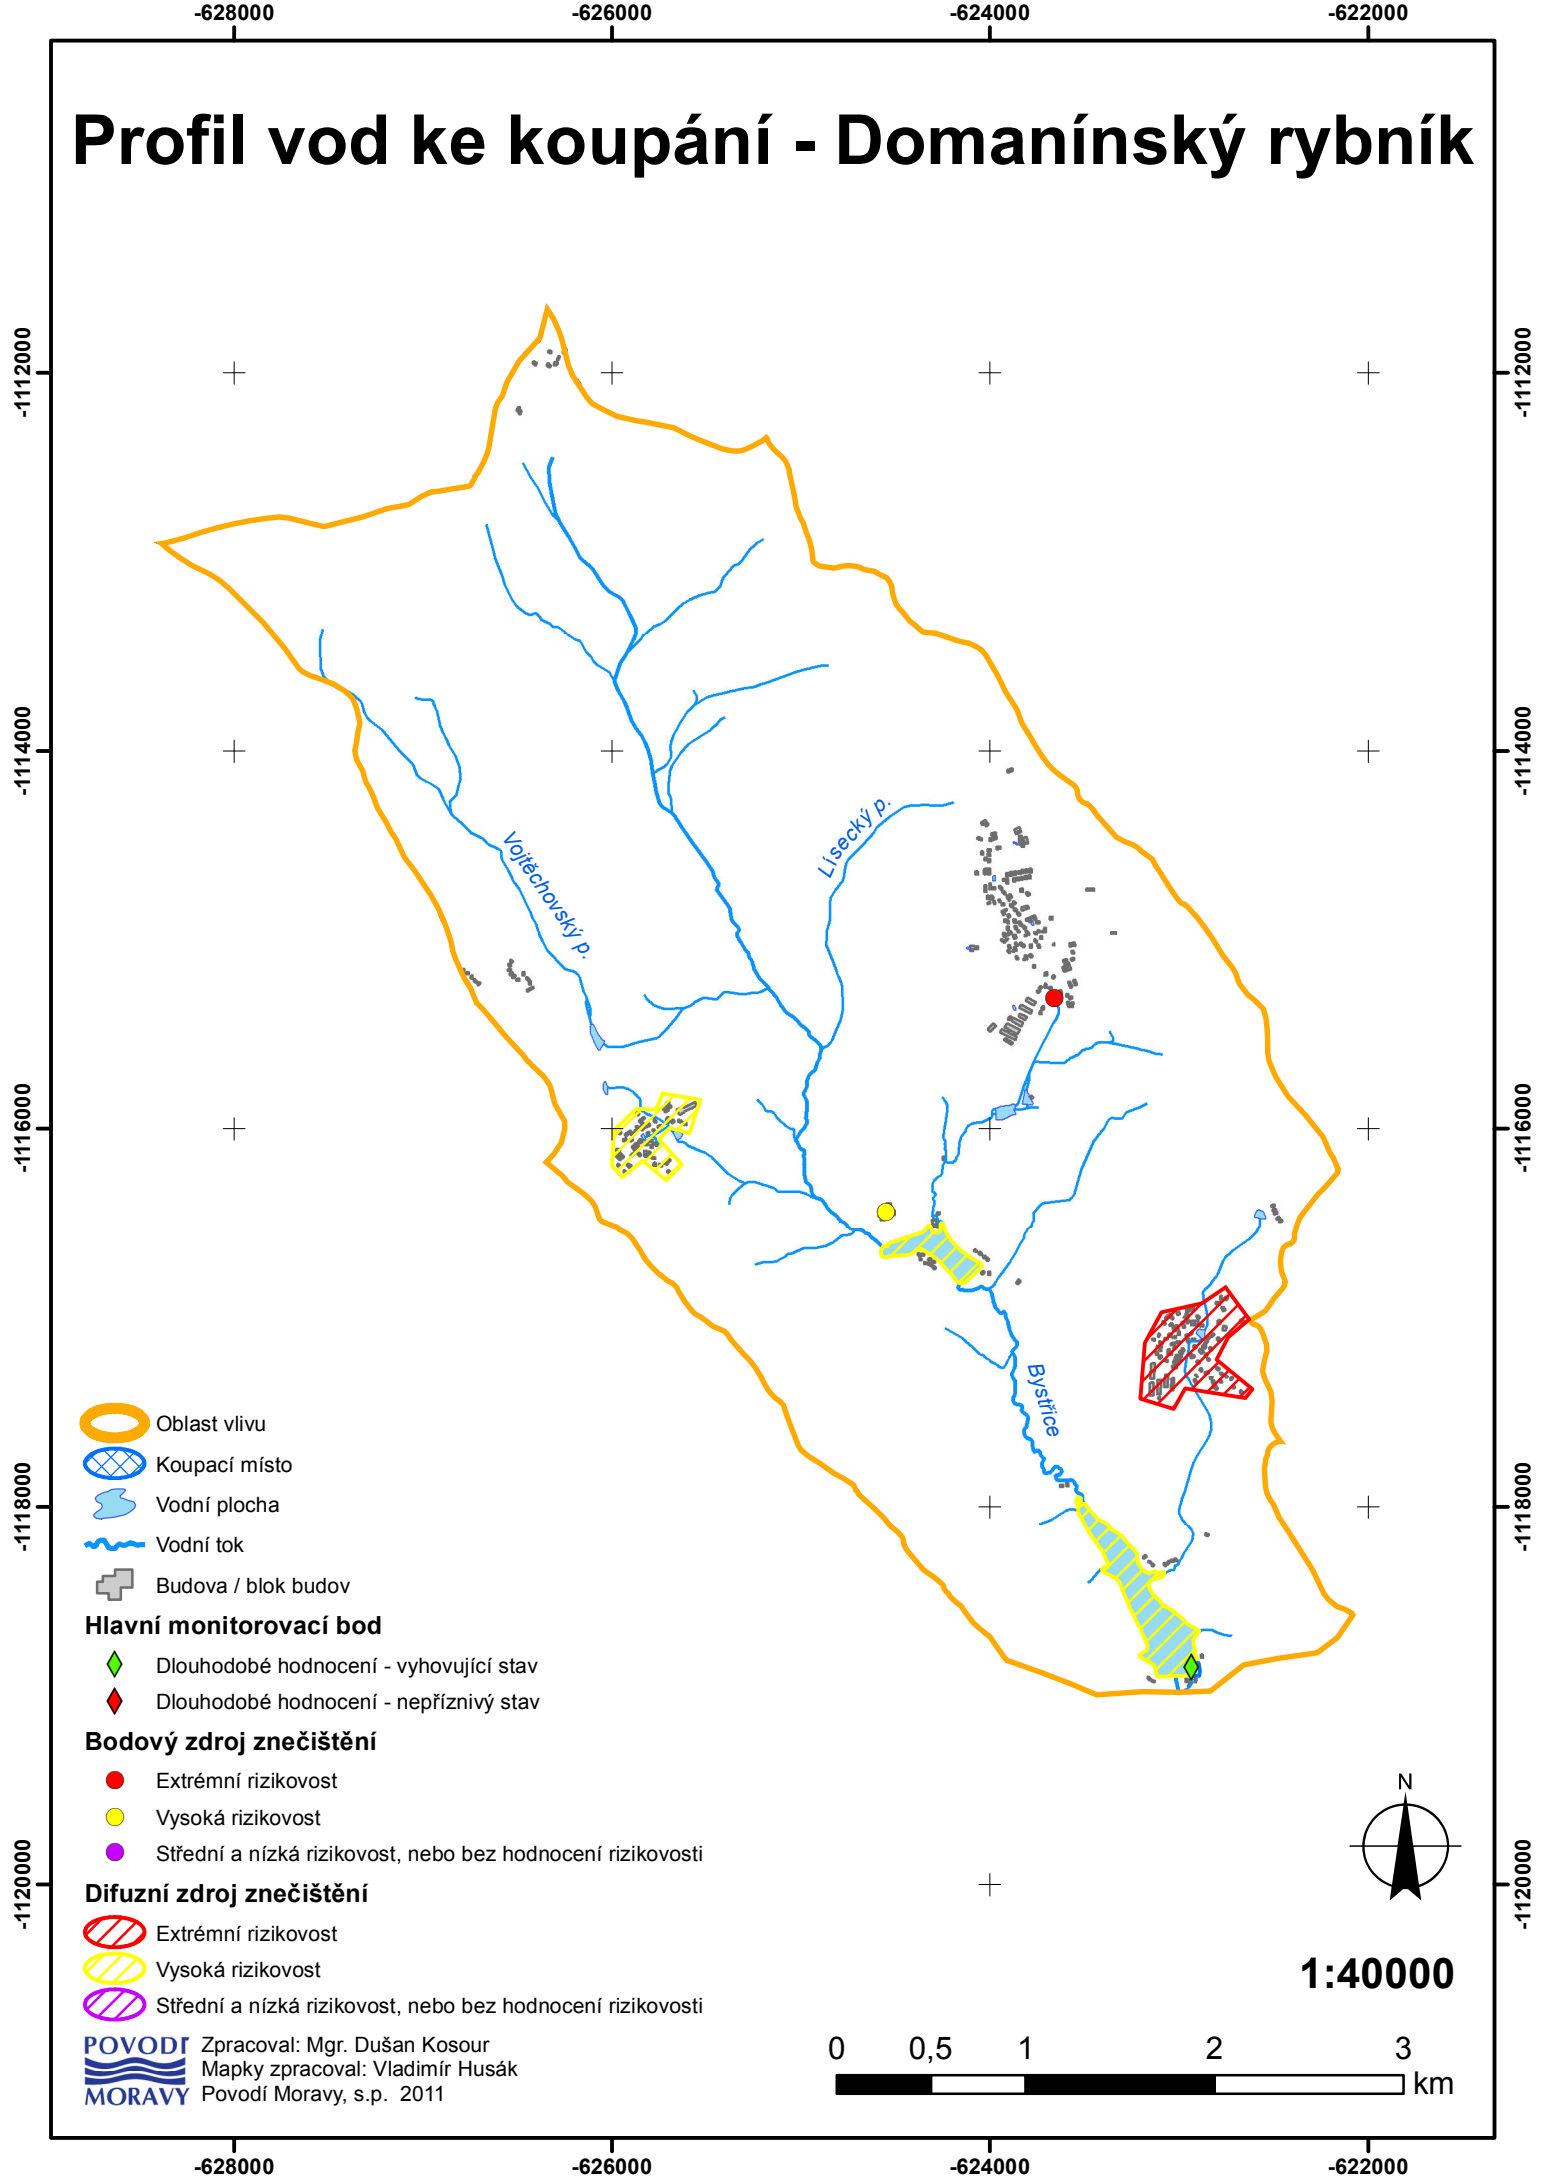 -628000
-626000
-624000
-622000
Profil vod ke koupání - Domanínský rybník
-1112000
-1112000
-1114000
-1114000
Lísecký p.
Vojtěchovský p.
-1116000
-1116000
Bystřice
-1118000
-1118000
Oblast vlivu
Koupací místo
Vodní plocha
Vodní tok
Budova / blok budov
Hlavní monitorovací bod
Dlouhodobé hodnocení - vyhovující stav
Dlouhodobé hodnocení - nepříznivý stav
Bodový zdroj znečištění
Extrémní rizikovost
Vysoká rizikovost
Střední a nízká rizikovost, nebo bez hodnocení rizikovosti
N
-1120000
-1120000
Difuzní zdroj znečištění
Extrémní rizikovost
Vysoká rizikovost
Střední a nízká rizikovost, nebo bez hodnocení rizikovosti
1:40000
POVODÍ
MORAVY
Zpracoval: Mgr. Dušan Kosour
Mapky zpracoval: Vladimír Husák
Povodí Moravy, s.p. 2011
0 0,5 1 2 3
km
-628000
-626000
-624000
-622000